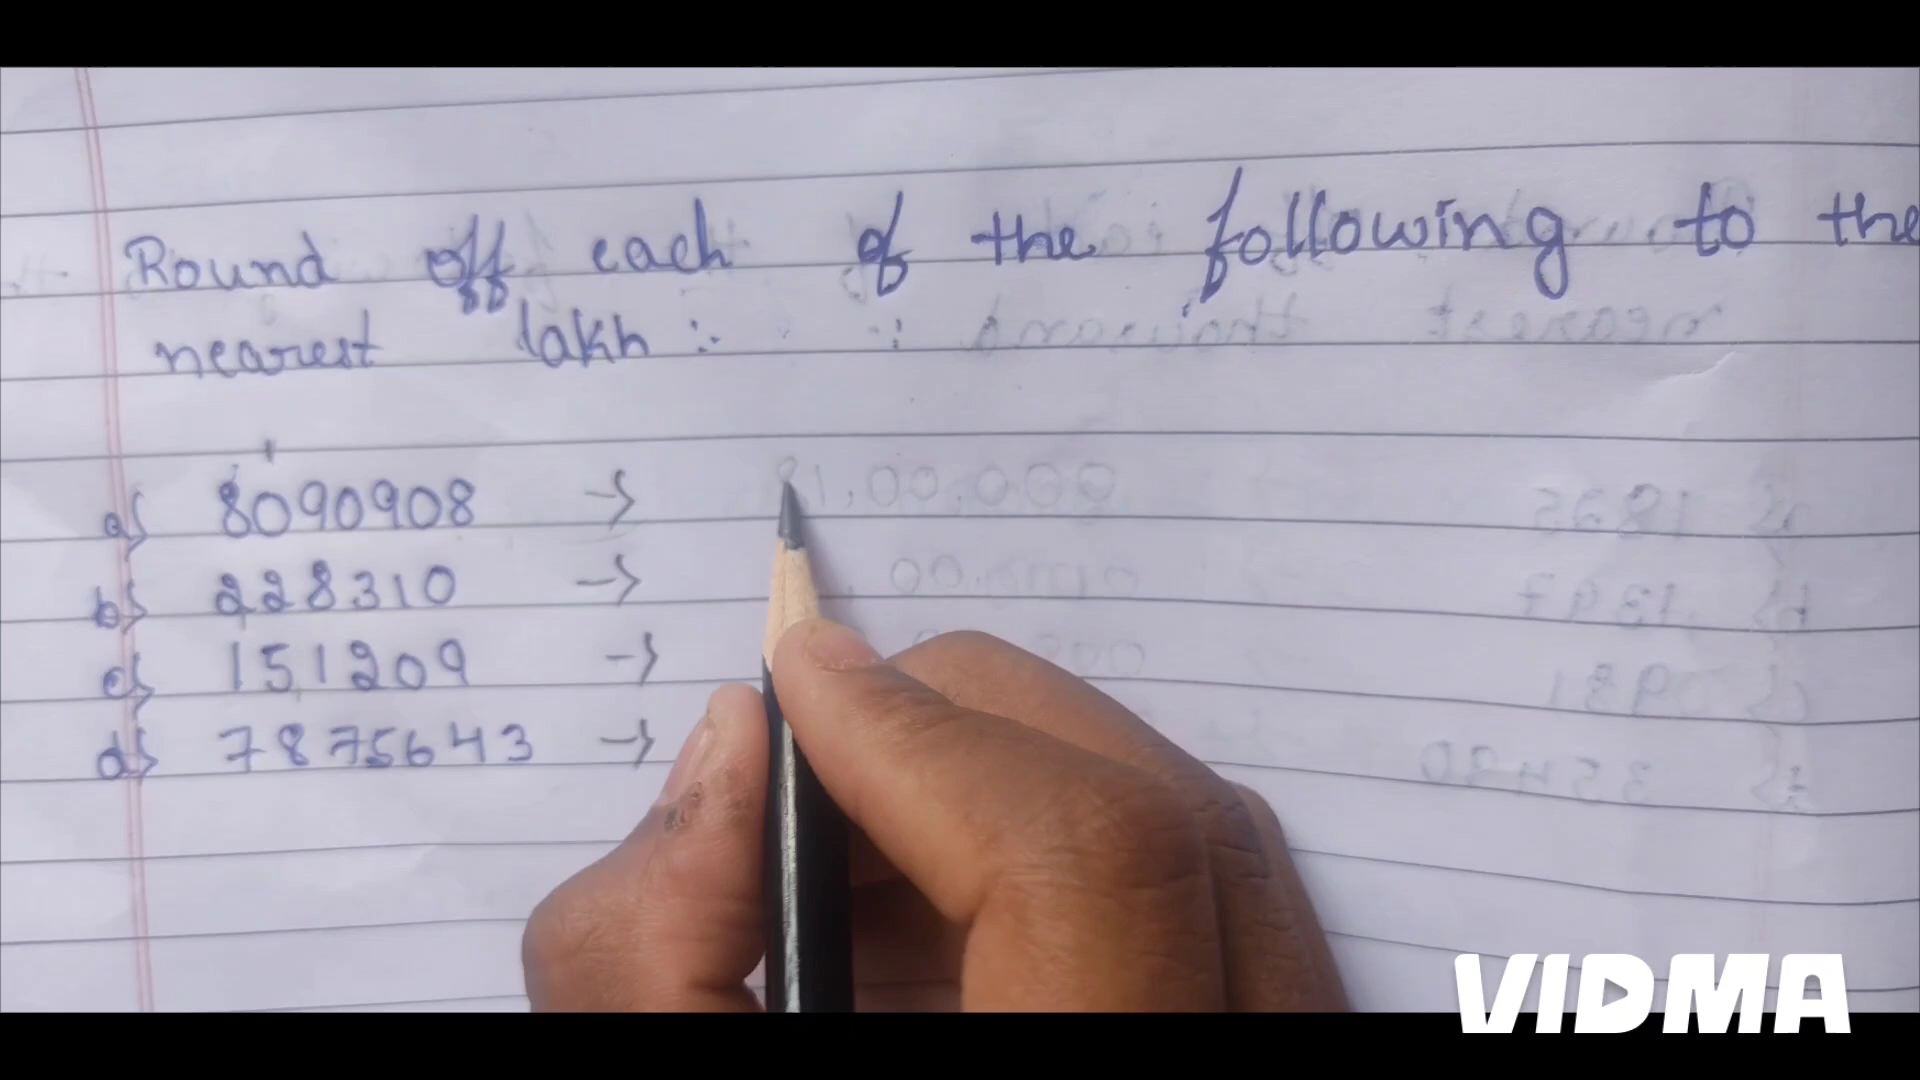 Round off each of the following to the
nearest lakh :-
a) 8090908 →
b) 228310 →
c) 151209 →
d) 7875643 →
VIDMA